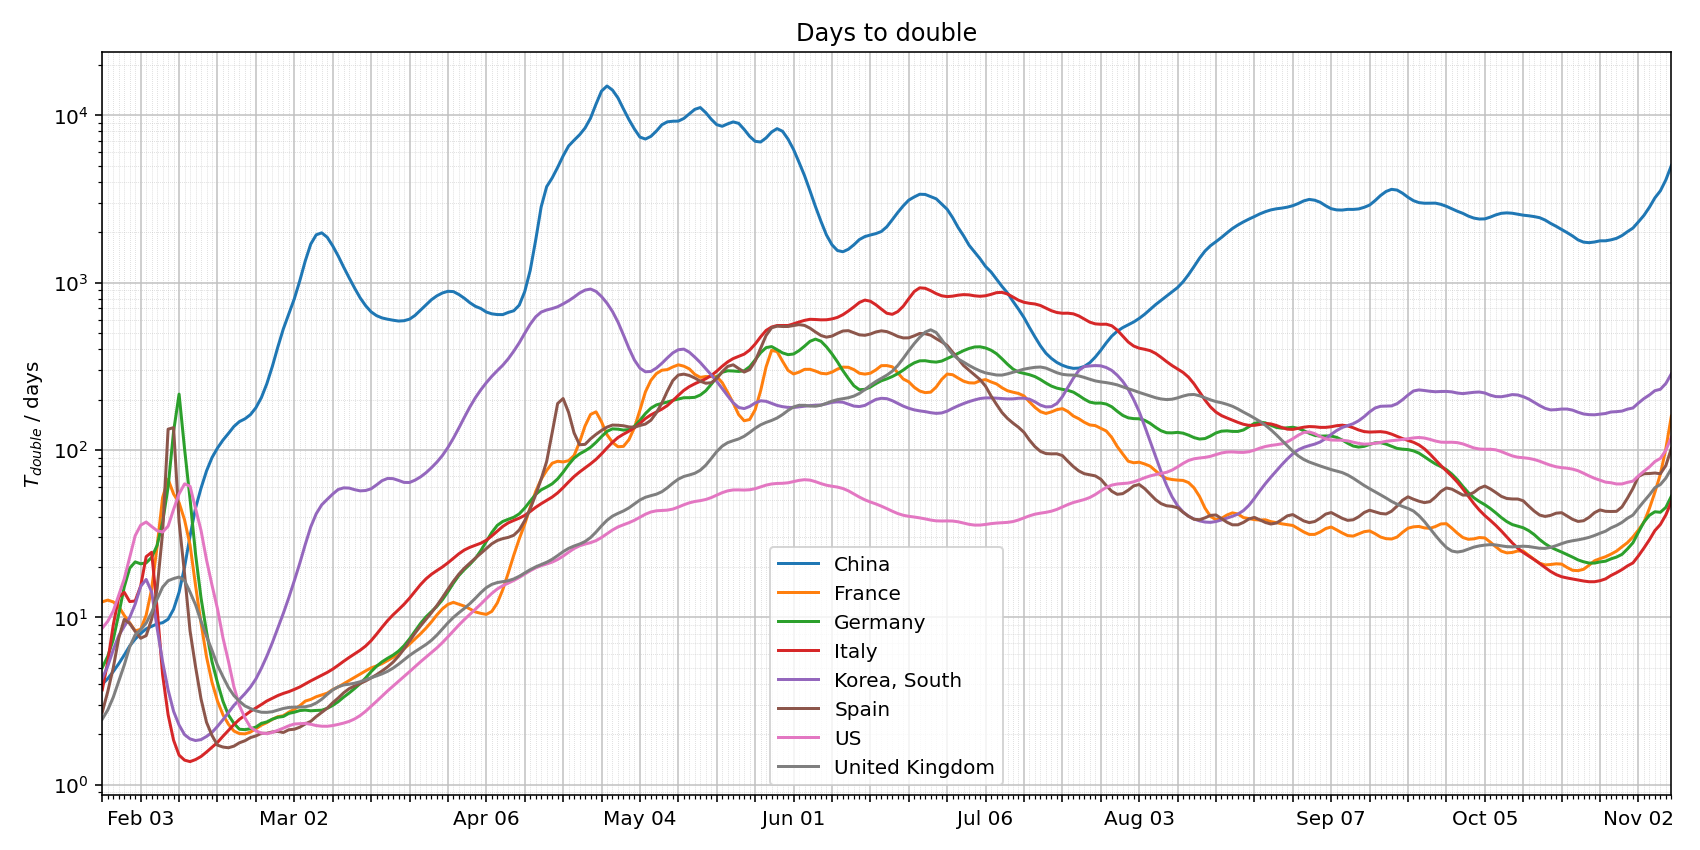 Days to double
T_double / days
10^4
10^3
10^2
10^1
10^0
China
France
Germany
Italy
Korea, South
Spain
US
United Kingdom
Feb 03 Mar 02 Apr 06 May 04 Jun 01 Jul 06 Aug 03 Sep 07 Oct 05 Nov 02